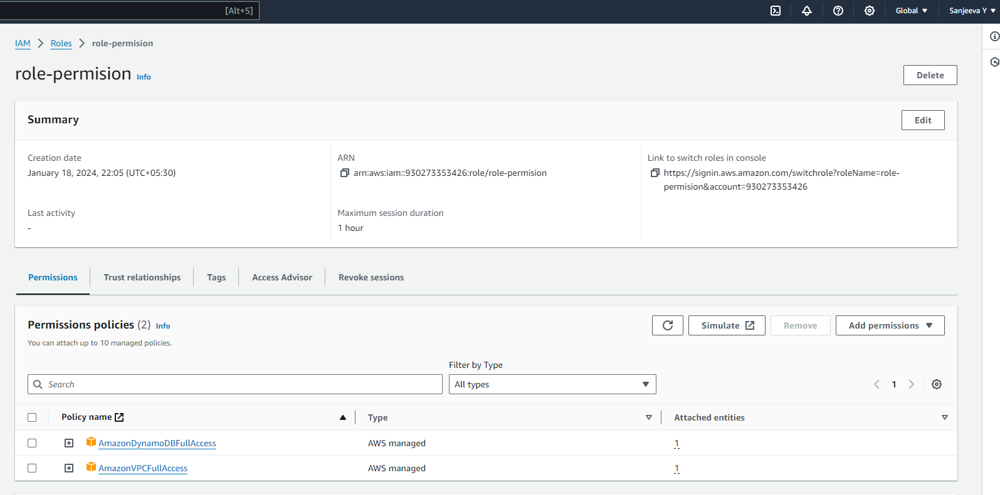 [Alt+S]
Global
Sanjeeva Y
IAM
Roles
role-permision
role-permision
Info
Delete
Summary
Edit
Creation date
January 18, 2024, 22:05 (UTC+05:30)
ARN
arn:aws:iam::930273353426:role/role-permision
Link to switch roles in console
https://signin.aws.amazon.com/switchrole?roleName=role-
permision&account=930273353426
Last activity
-
Maximum session duration
1 hour
Permissions
Trust relationships
Tags
Access Advisor
Revoke sessions
Permissions policies (2)
Info
You can attach up to 10 managed policies.
Simulate
Remove
Add permissions
Filter by Type
Search
All types
1
Policy name
Type
Attached entities
AmazonDynamoDBFullAccess
AWS managed
1
AmazonVPCFullAccess
AWS managed
1